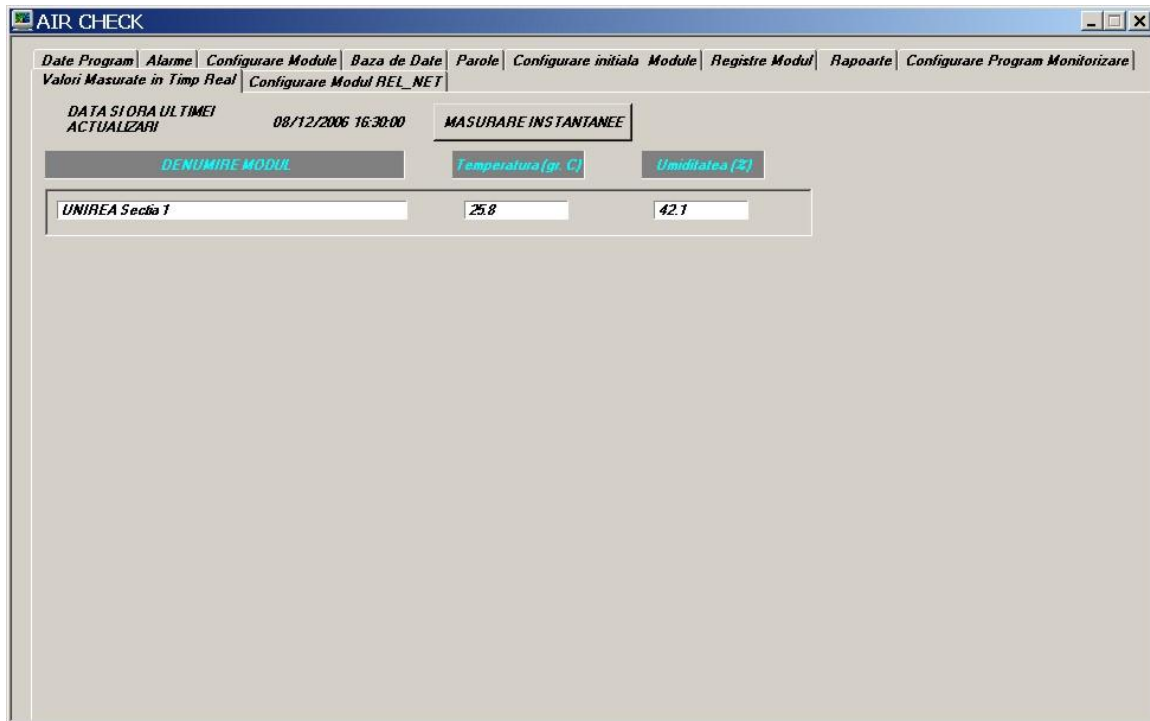 AIR CHECK
Date Program Alarme Configurare Module Baza de Date Parole Configurare initiala Module Registre Modul Rapoarte Configurare Program Monitorizare
Valori Masurate in Timp Real Configurare Modul REL_NET
DATA SI ORA ULTIMEI
ACTUALIZARI
08/12/2006 16:30:00
MASURARE INSTANTANEE
DENUMIRE MODUL Temperatura (gr. C) Umiditatea (%)
UNIREA Sectia 1 25.8 42.1